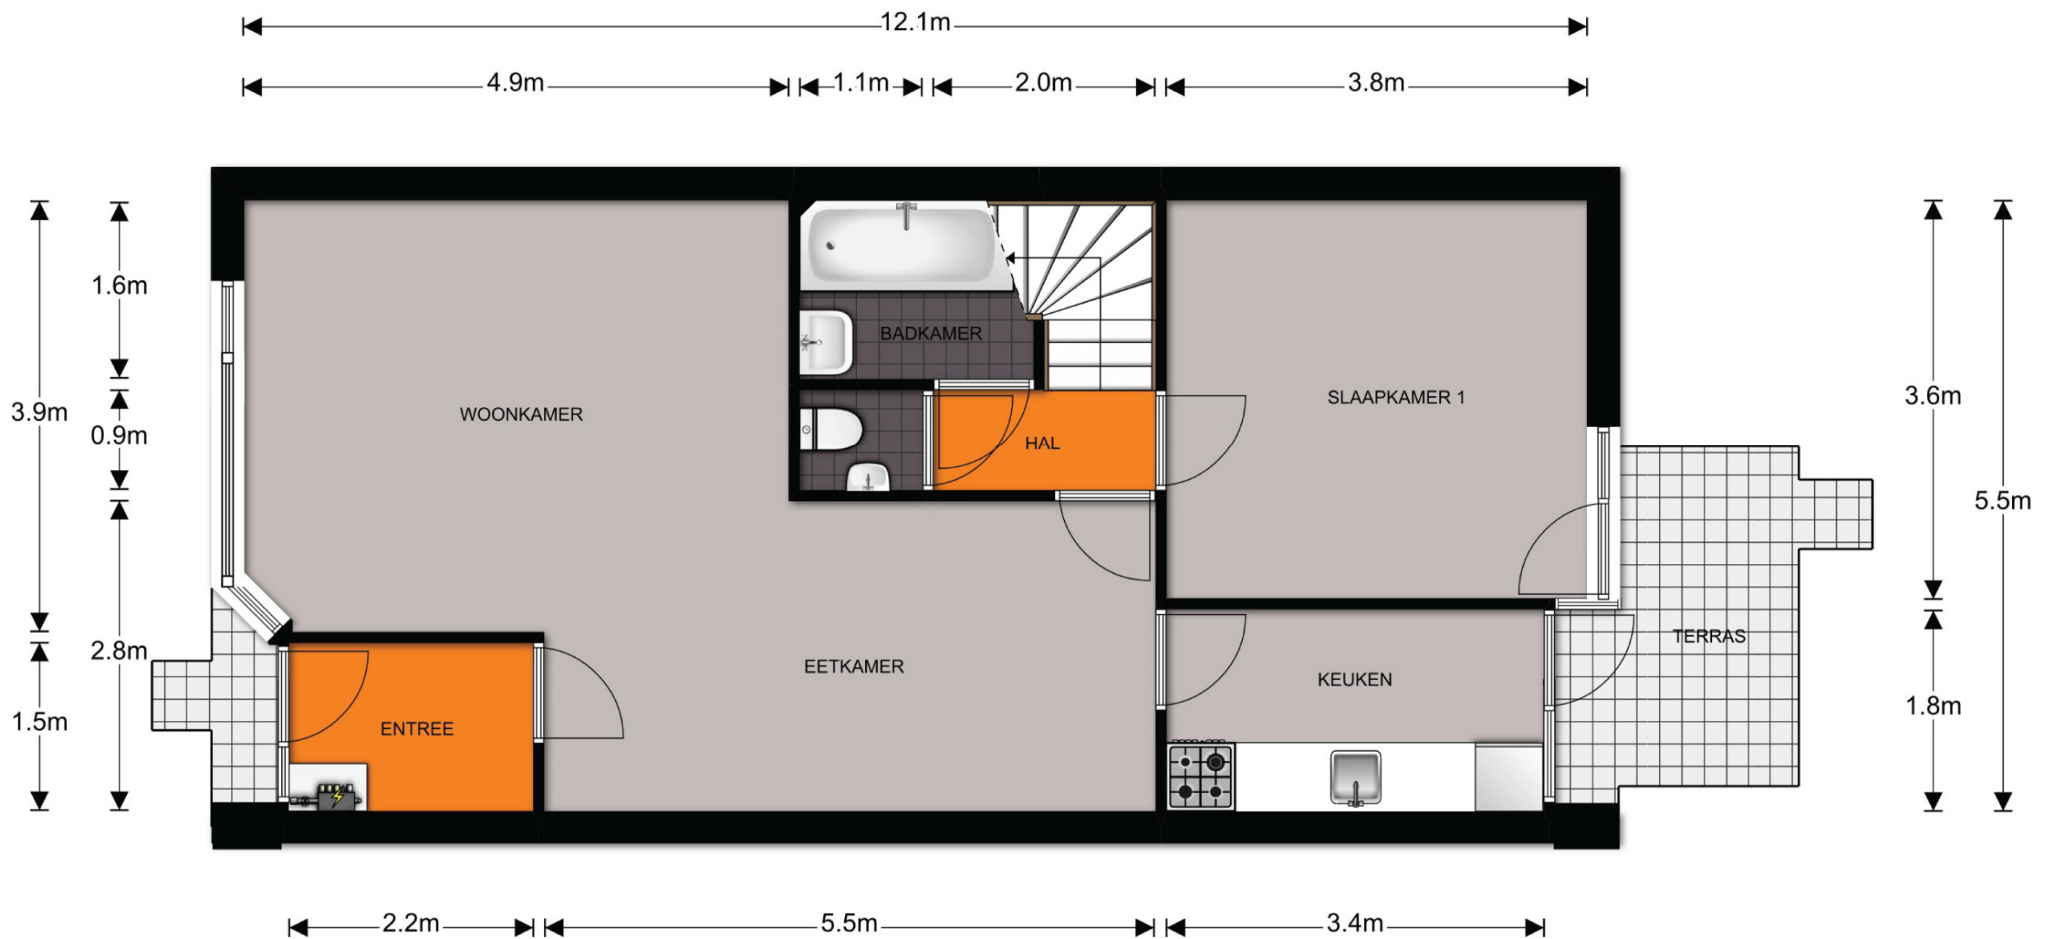 12.1m
4.9m
1.1m
2.0m
3.8m
1.6m
3.9m
0.9m
2.8m
1.5m
BADKAMER
WOONKAMER
SLAAPKAMER 1
HAL
TERRAS
EETKAMER
KEUKEN
ENTREE
3.6m
5.5m
1.8m
2.2m
5.5m
3.4m